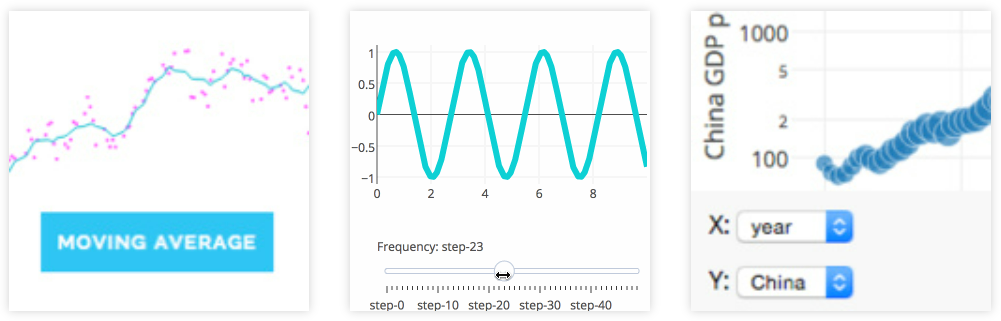 MOVING AVERAGE
1
0.5
0
−0.5
−1
0 2 4 6 8
Frequency: step-23
step-0 step-10 step-20 step-30 step-40
China GDP p
1000
5
2
100
X: year
Y: China